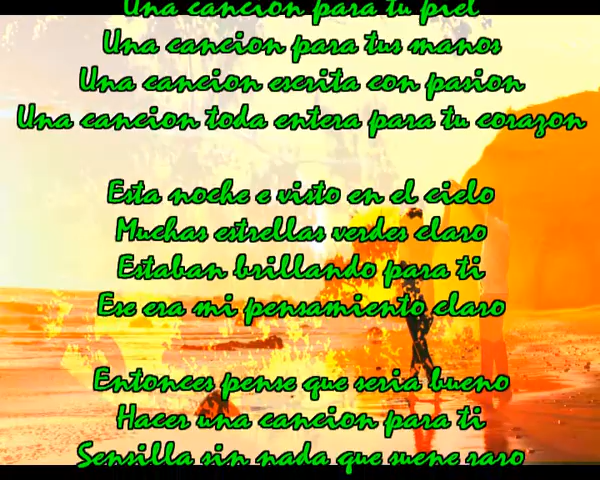 Una cancion para tu piel
Una cancion para tus manos
Una cancion escrita con pasion
Una cancion toda entera para tu corazon
Esta noche e visto en el cielo
Muchas estrellas verdes claro
Estaban brillando para ti
Ese era mi pensamiento claro
Entonces pense que seria bueno
Hacer una cancion para ti
Sensilla sin nada que suene raro